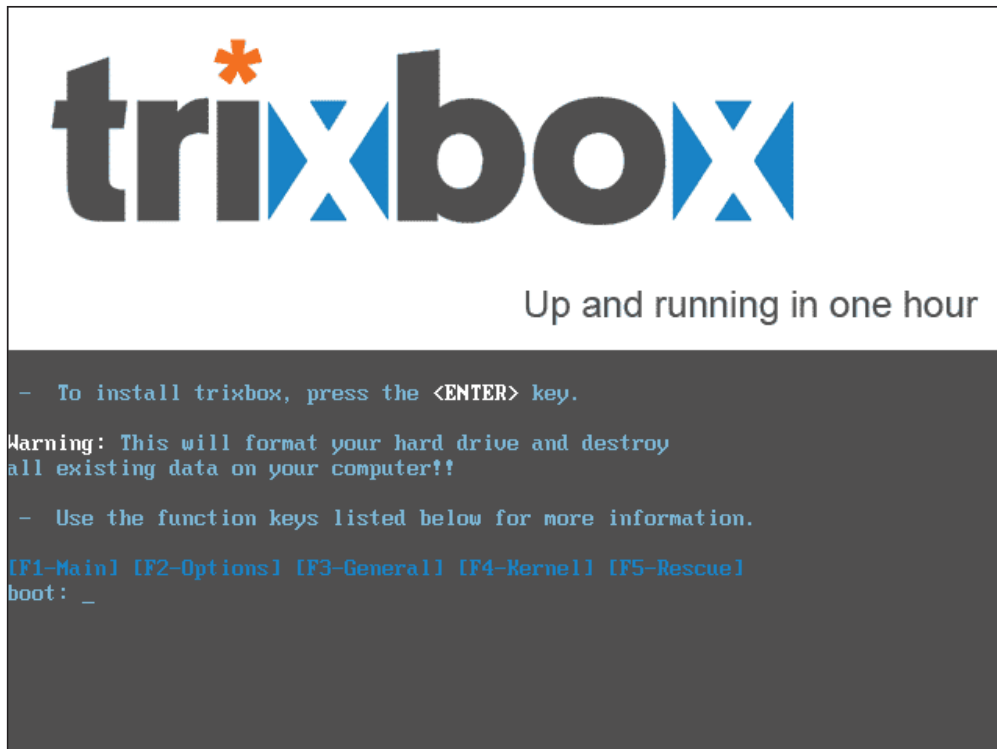 trixbox
Up and running in one hour
- To install trixbox, press the <ENTER> key.
Warning: This will format your hard drive and destroy
all existing data on your computer!!
- Use the function keys listed below for more information.
[F1-Main] [F2-Options] [F3-General] [F4-Kernel] [F5-Rescue]
boot: _